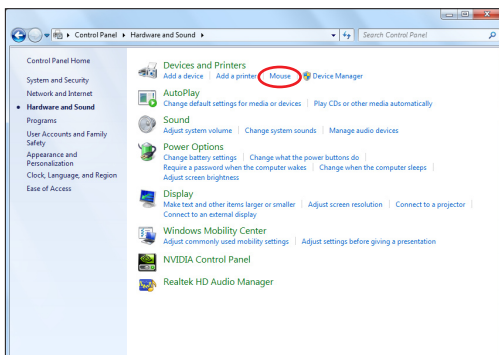 Control Panel ▸ Hardware and Sound ▸
Search Control Panel
Control Panel Home
System and Security
Network and Internet
Hardware and Sound
Programs
User Accounts and Family
Safety
Appearance and
Personalization
Clock, Language, and Region
Ease of Access
Devices and Printers
Add a device | Add a printer | Mouse | Device Manager
AutoPlay
Change default settings for media or devices | Play CDs or other media automatically
Sound
Adjust system volume | Change system sounds | Manage audio devices
Power Options
Change battery settings | Change what the power buttons do |
Require a password when the computer wakes | Change when the computer sleeps |
Adjust screen brightness
Display
Make text and other items larger or smaller | Adjust screen resolution | Connect to a projector |
Connect to an external display
Windows Mobility Center
Adjust commonly used mobility settings | Adjust settings before giving a presentation
NVIDIA Control Panel
Realtek HD Audio Manager